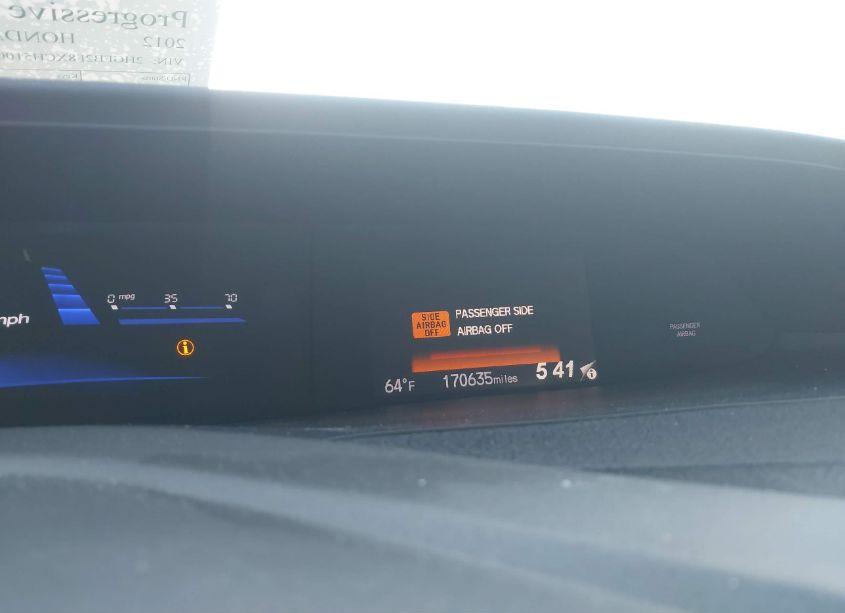 Progressive
2012 HONDA
VIN:
mph
0 mpg 35 70
SIDE
AIRBAG
OFF
PASSENGER SIDE
AIRBAG OFF
64°F 170635miles 5 41
PASSENGER
AIRBAG